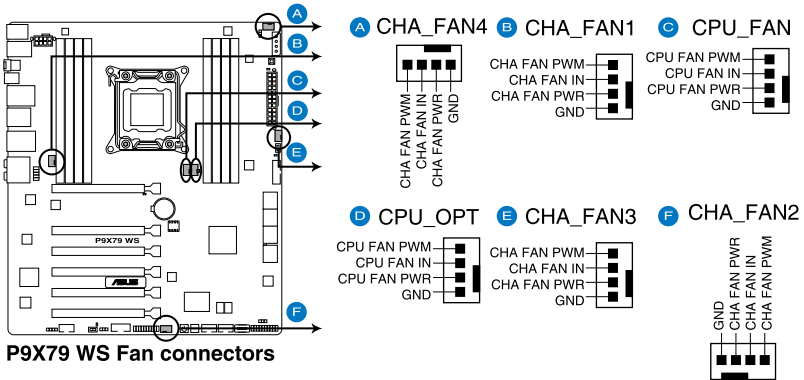 A
B
C
D
E
F
P9X79 WS
ASUS
P9X79 WS Fan connectors
A CHA_FAN4
CHA FAN PWM
CHA FAN IN
CHA FAN PWR
GND
B CHA_FAN1
CHA FAN PWM
CHA FAN IN
CHA FAN PWR
GND
C CPU_FAN
CPU FAN PWM
CPU FAN IN
CPU FAN PWR
GND
D CPU_OPT
CPU FAN PWM
CPU FAN IN
CPU FAN PWR
GND
E CHA_FAN3
CHA FAN PWM
CHA FAN IN
CHA FAN PWR
GND
F CHA_FAN2
GND
CHA FAN PWR
CHA FAN IN
CHA FAN PWM